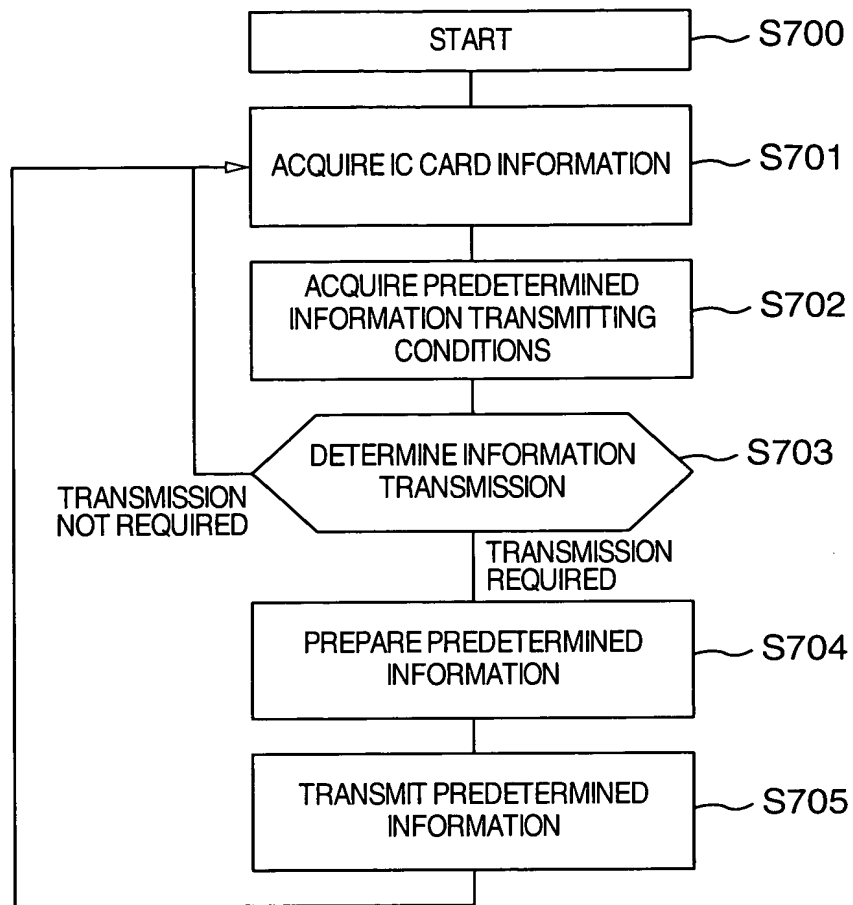 START
S700
ACQUIRE IC CARD INFORMATION
S701
ACQUIRE PREDETERMINED
INFORMATION TRANSMITTING
CONDITIONS
S702
DETERMINE INFORMATION
TRANSMISSION
S703
TRANSMISSION
NOT REQUIRED
TRANSMISSION
REQUIRED
PREPARE PREDETERMINED
INFORMATION
S704
TRANSMIT PREDETERMINED
INFORMATION
S705